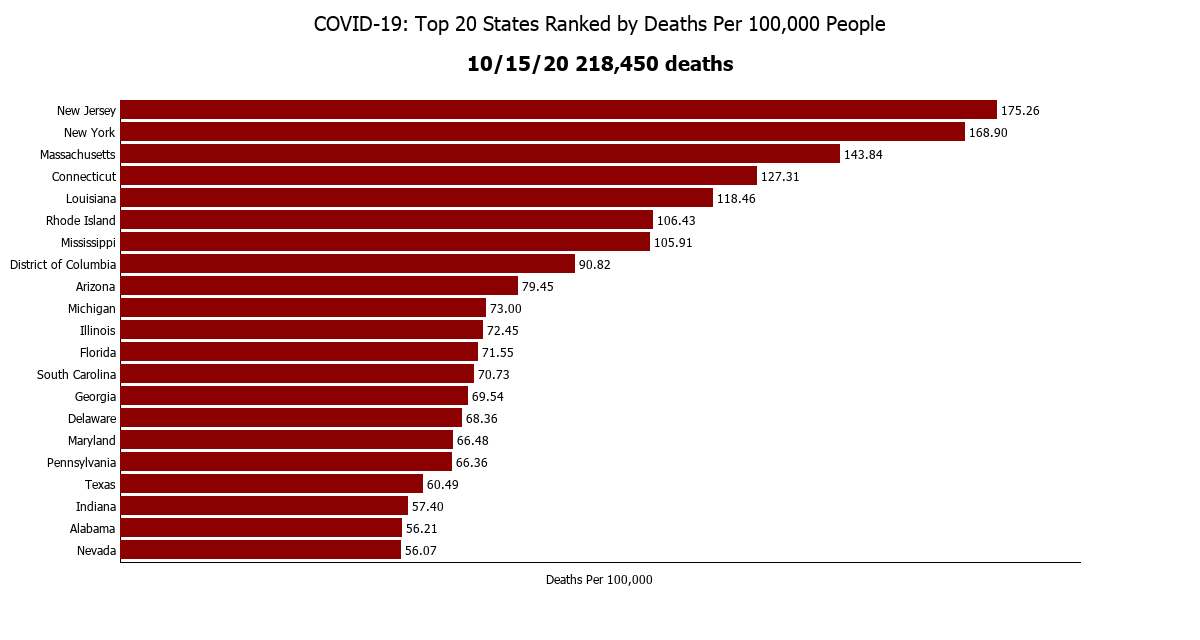 COVID-19: Top 20 States Ranked by Deaths Per 100,000 People
10/15/20 218,450 deaths
New Jersey 175.26
New York 168.90
Massachusetts 143.84
Connecticut 127.31
Louisiana 118.46
Rhode Island 106.43
Mississippi 105.91
District of Columbia 90.82
Arizona 79.45
Michigan 73.00
Illinois 72.45
Florida 71.55
South Carolina 70.73
Georgia 69.54
Delaware 68.36
Maryland 66.48
Pennsylvania 66.36
Texas 60.49
Indiana 57.40
Alabama 56.21
Nevada 56.07
Deaths Per 100,000